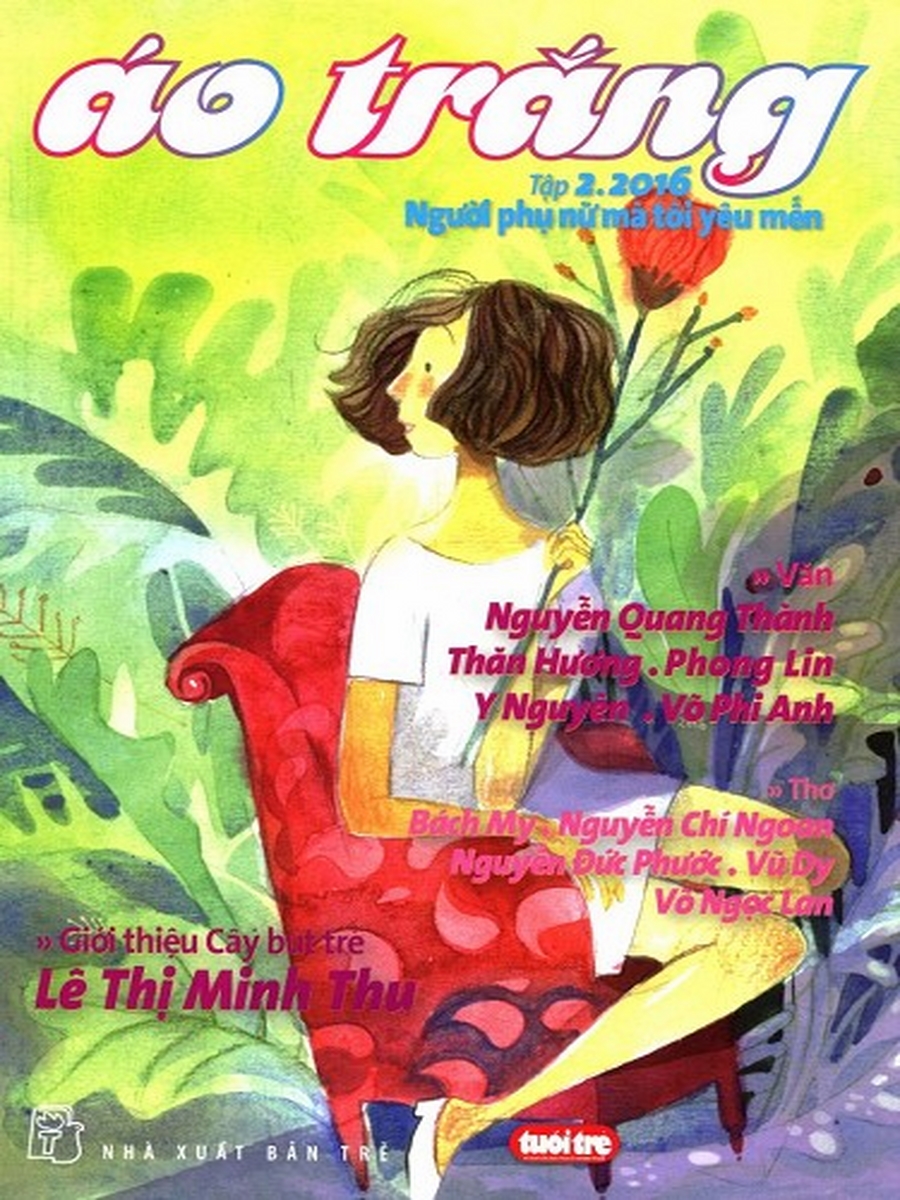 áo trắng
Tập 2.2016
Người phụ nữ mà tôi yêu mến
» Văn
Nguyễn Quang Thành
Thăn Hương . Phong Lin
Y Nguyên . Võ Phi Anh
» Thơ
Bách My . Nguyễn Chí Ngoan
Nguyễn Đức Phước . Vũ Dy
Võ Ngọc Lan
» Giới thiệu Cây bút trẻ
Lê Thị Minh Thu
NHÀ XUẤT BẢN TRẺ
tuổi trẻ